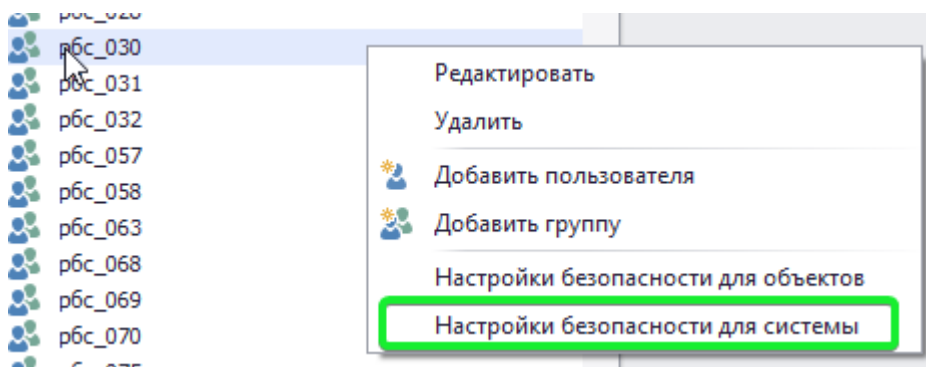 рбс_028
рбс_030
рбс_031
рбс_032
рбс_057
рбс_058
рбс_063
рбс_068
рбс_069
рбс_070
Редактировать
Удалить
Добавить пользователя
Добавить группу
Настройки безопасности для объектов
Настройки безопасности для системы